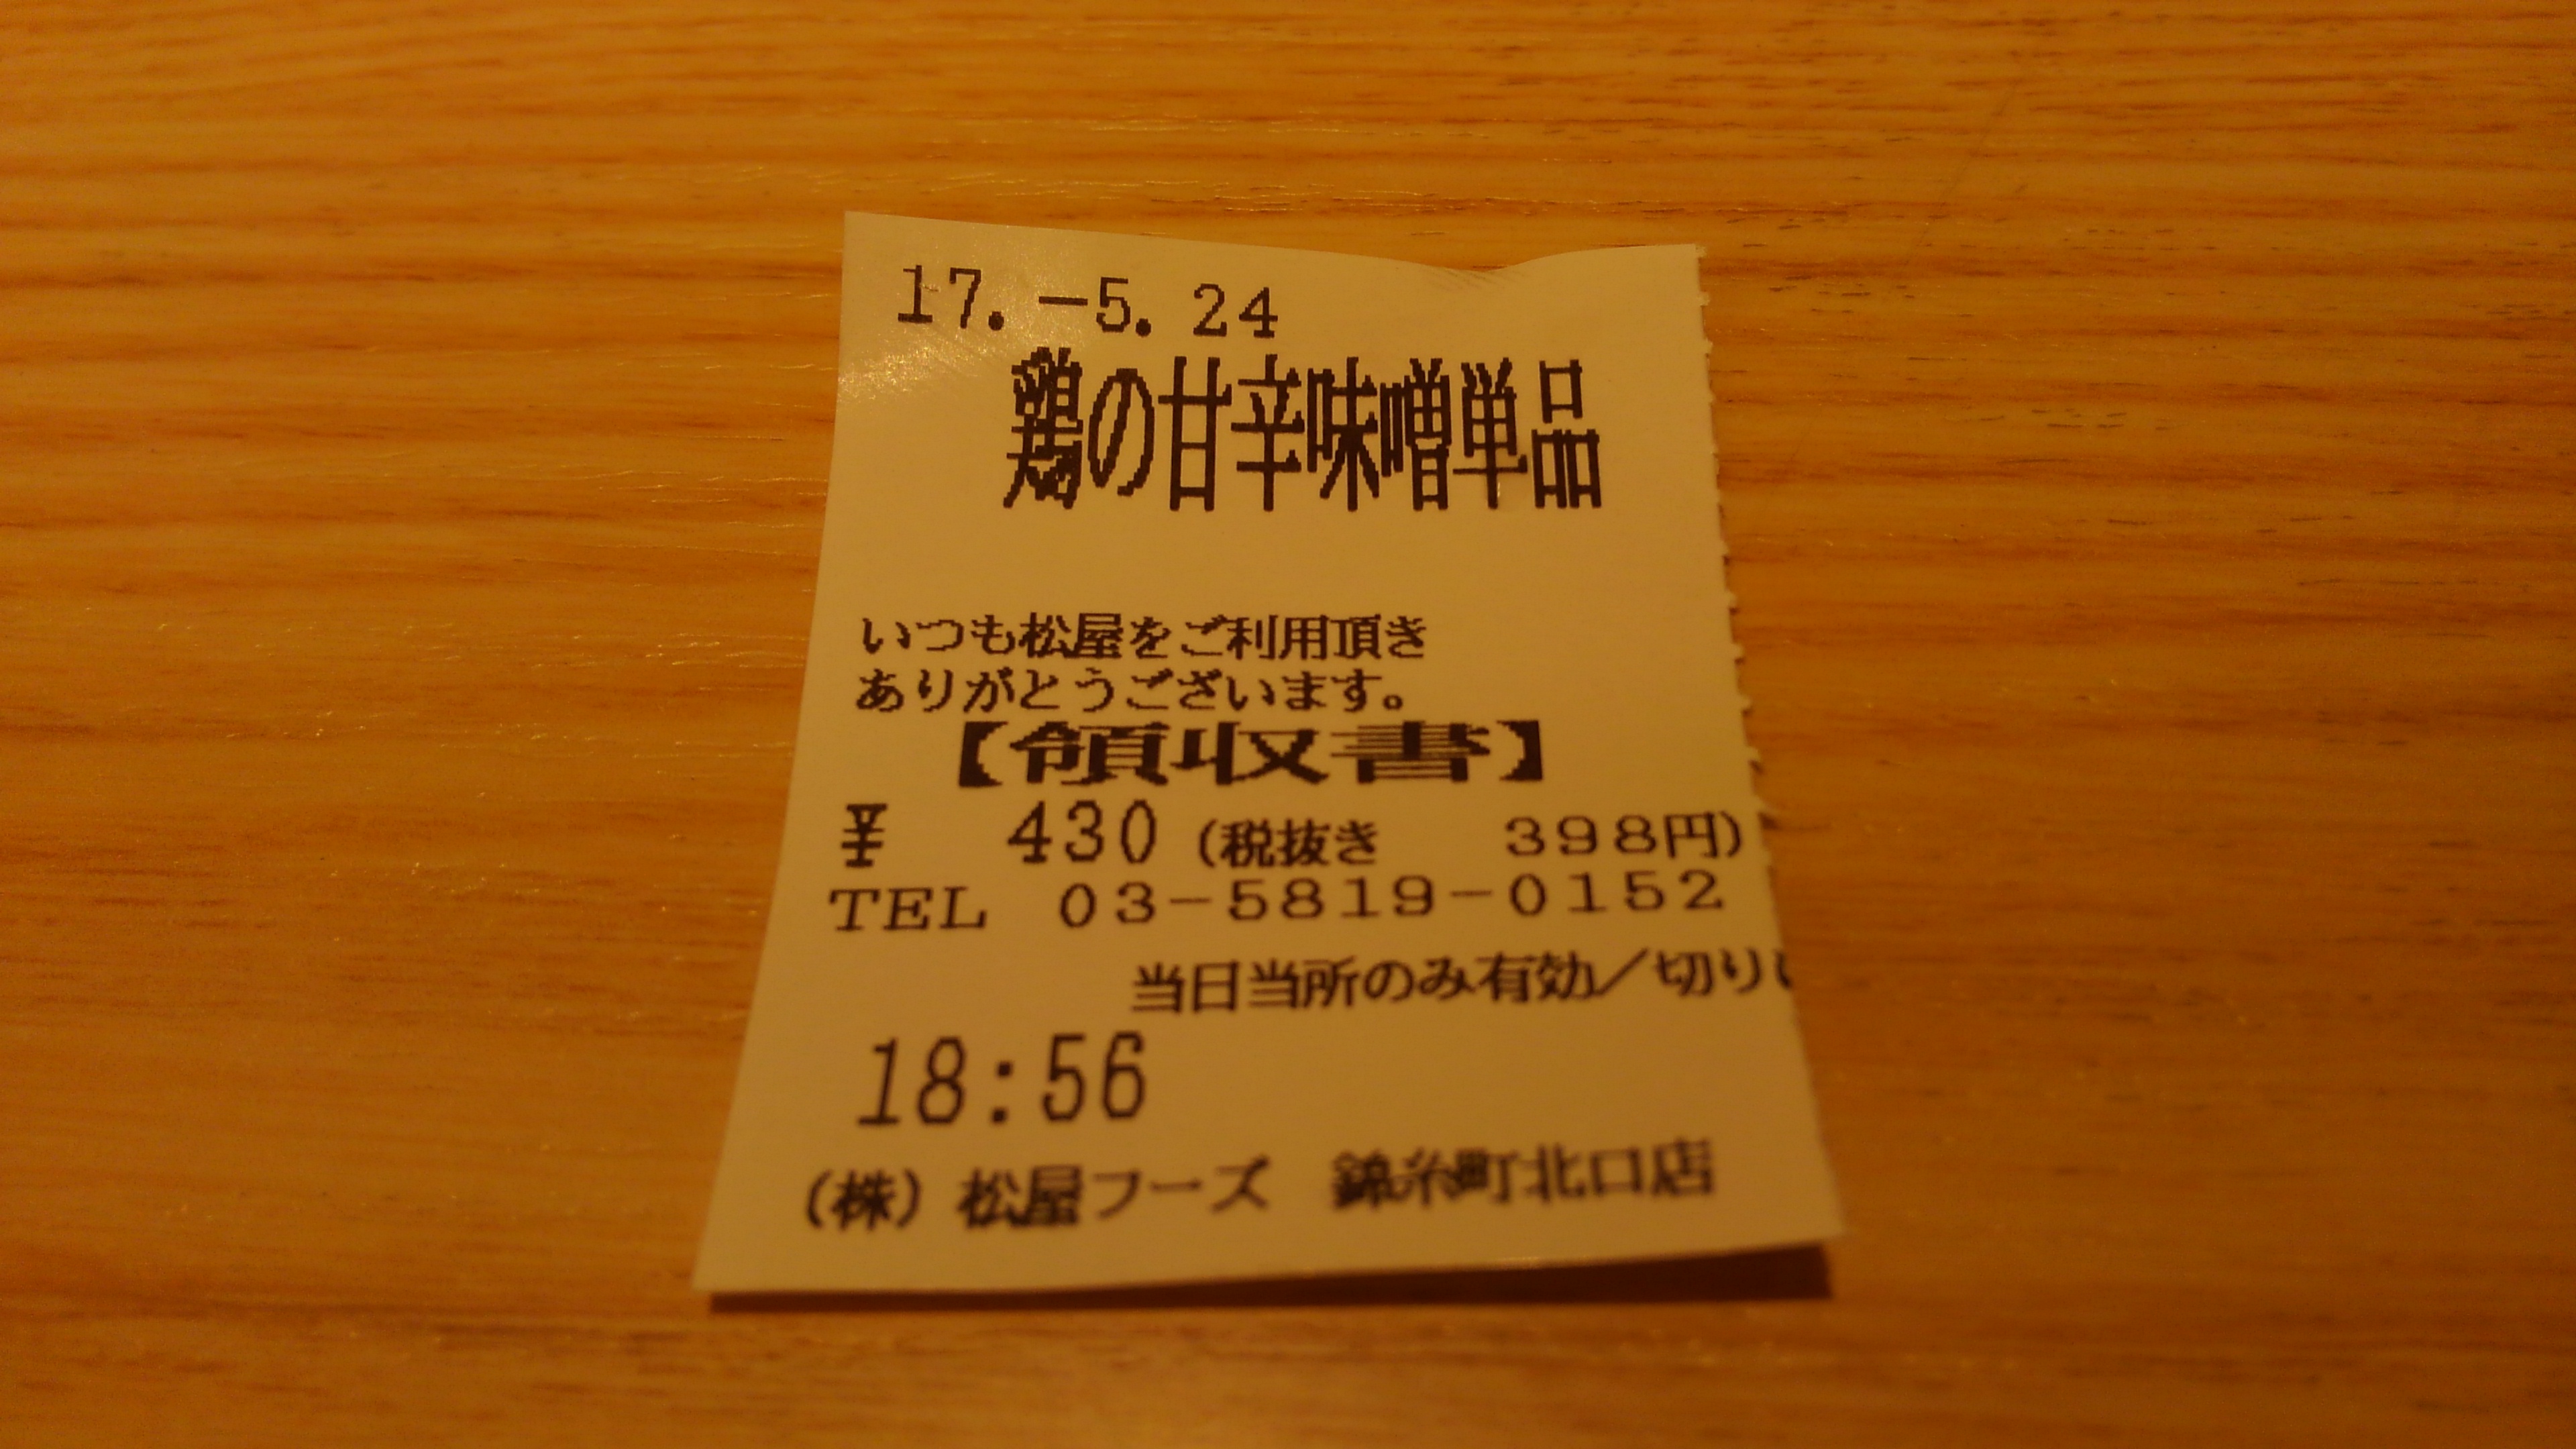 17.-5.24
鶏の甘辛味噌単品
いつも松屋をご利用頂き
ありがとうございます。
【領収書】
¥ 430 (税抜き 398円)
TEL 03-5819-0152
当日当所のみ有効/切り
18:56
(株) 松屋フーズ 錦糸町北口店